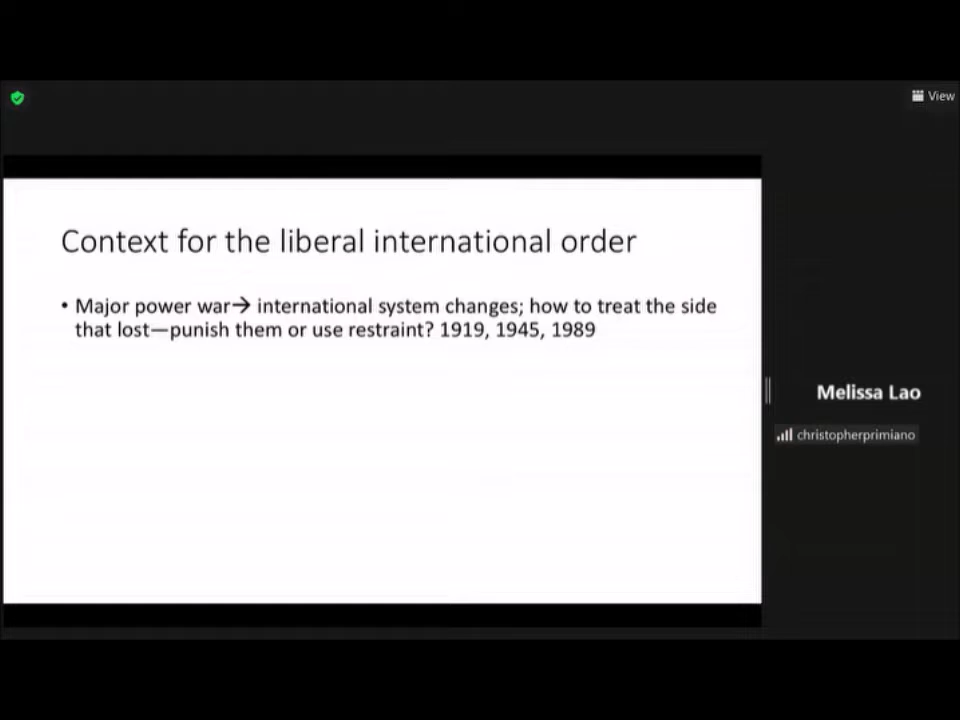 View
Context for the liberal international order
• Major power war→ international system changes; how to treat the side
that lost—punish them or use restraint? 1919, 1945, 1989
Melissa Lao
christopherprimiano